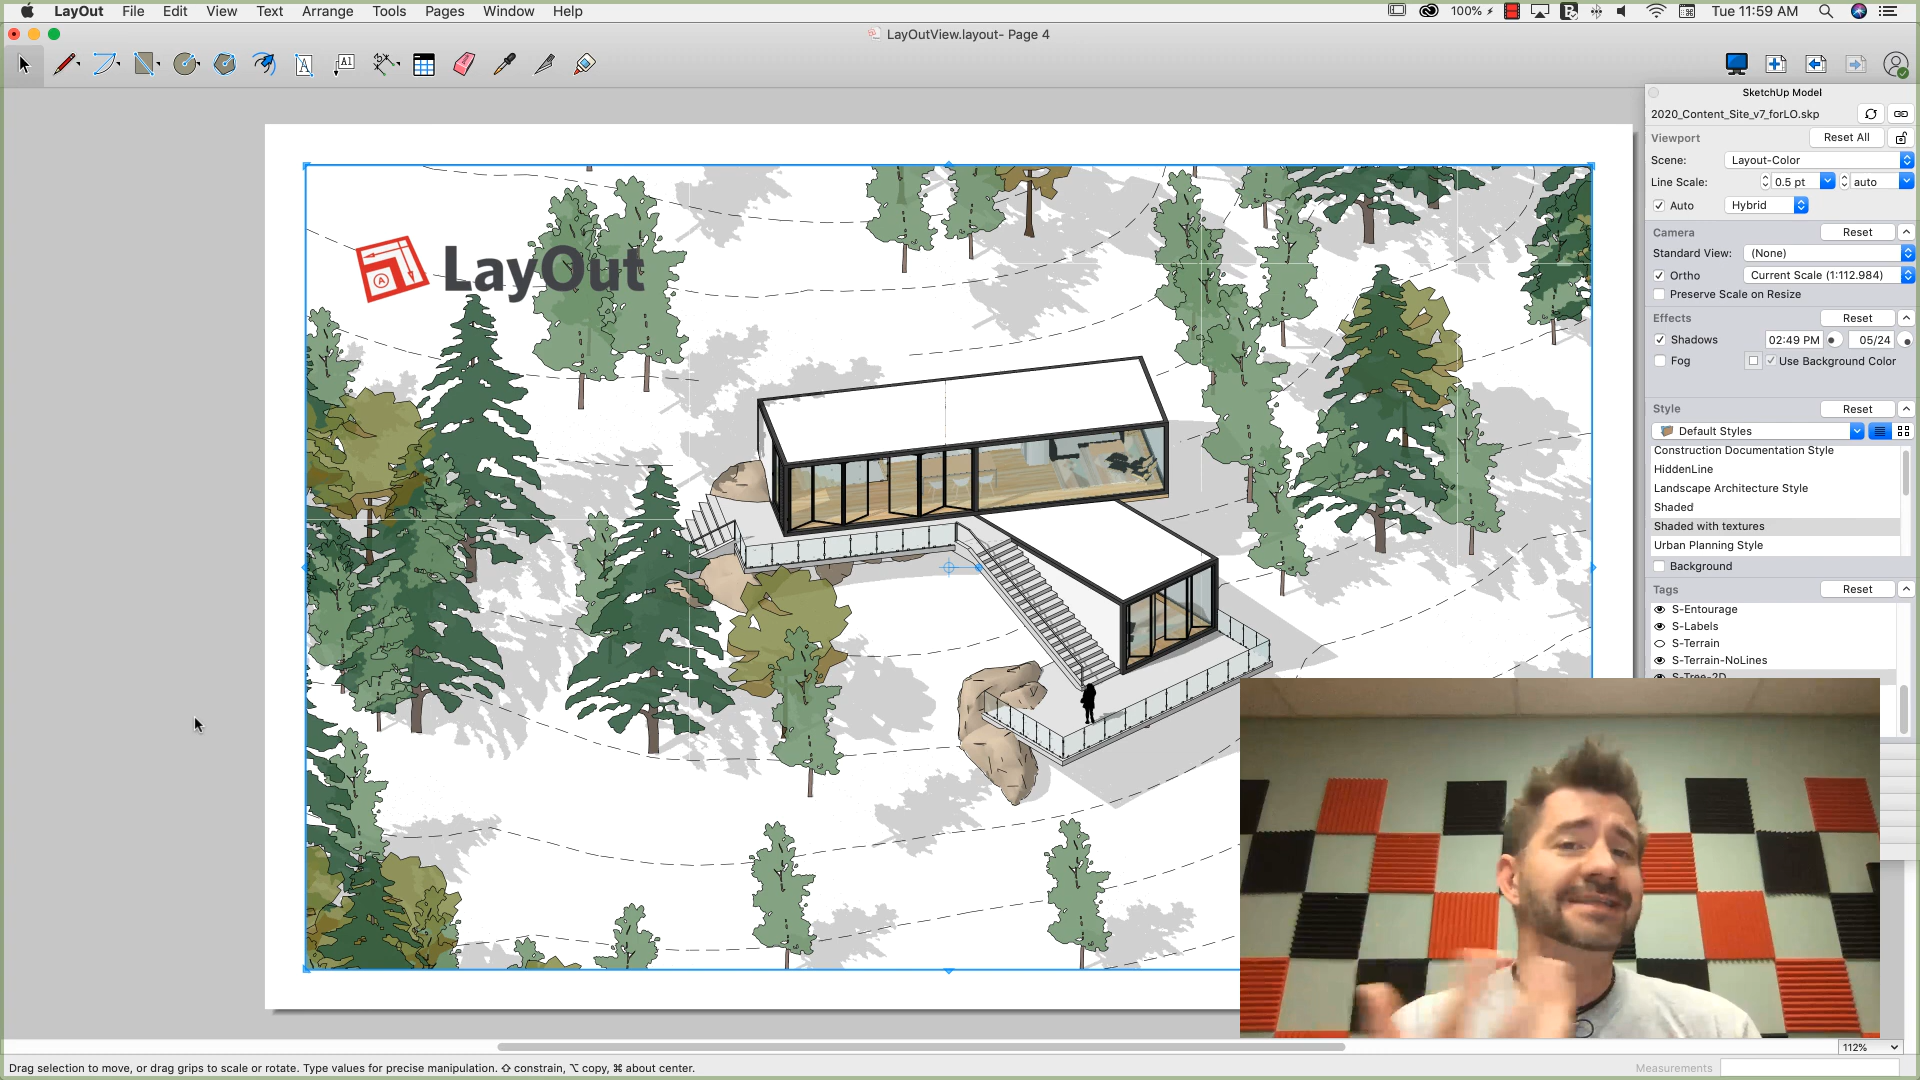 LayOut File Edit View Text Arrange Tools Pages Window Help 100% Tue 11:59 AM
LayOutView.layout- Page 4
A A1
SketchUp Model
2020_Content_Site_v7_forLO.skp
Viewport Reset All
Scene: Layout-Color
Line Scale: 0.5 pt auto
Auto Hybrid
Camera Reset
Standard View: (None)
Ortho Current Scale (1:112.984)
Preserve Scale on Resize
Effects Reset
Shadows 02:49 PM 05/24
Fog Use Background Color
Style Reset
Default Styles
Construction Documentation Style
HiddenLine
Landscape Architecture Style
Shaded
Shaded with textures
Urban Planning Style
Background
Tags Reset
S-Entourage
S-Labels
S-Terrain
S-Terrain-NoLines
S-Tree-2D
A LayOut
112%
Drag selection to move, or drag grips to scale or rotate. Type values for precise manipulation. ⇧ constrain, ⌥ copy, ⌘ about center. Measurements